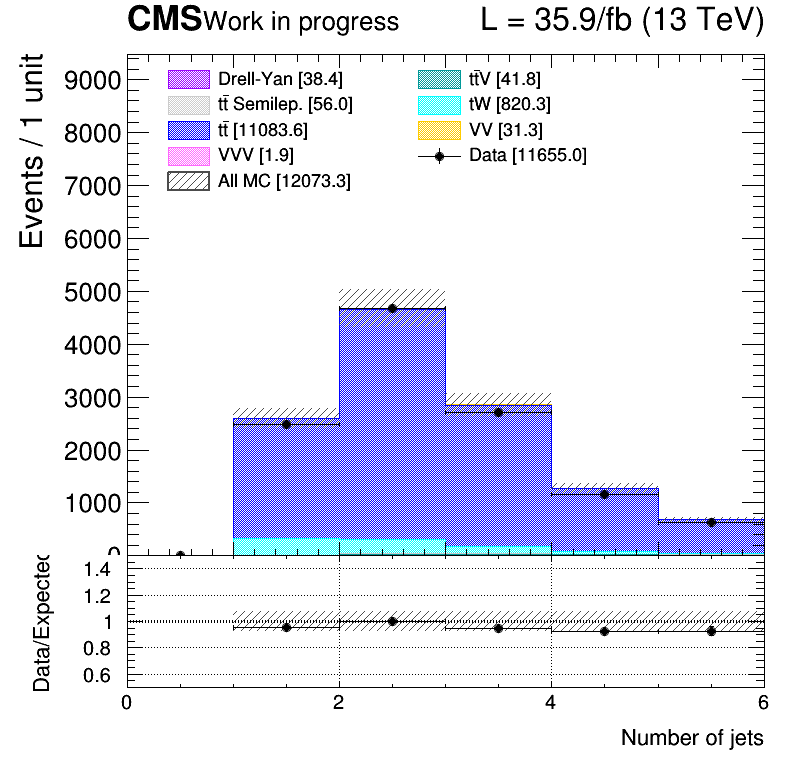 CMS Work in progress L = 35.9/fb (13 TeV)
Events / 1 unit
9000
8000
7000
6000
5000
4000
3000
2000
1000
0
Drell-Yan [38.4]
tt̄ Semilep. [56.0]
tt̄ [11083.6]
VVV [1.9]
All MC [12073.3]
tt̄V [41.8]
tW [820.3]
VV [31.3]
Data [11655.0]
Data/Expected
1.4
1.2
1
0.8
0.6
0 2 4 6
Number of jets